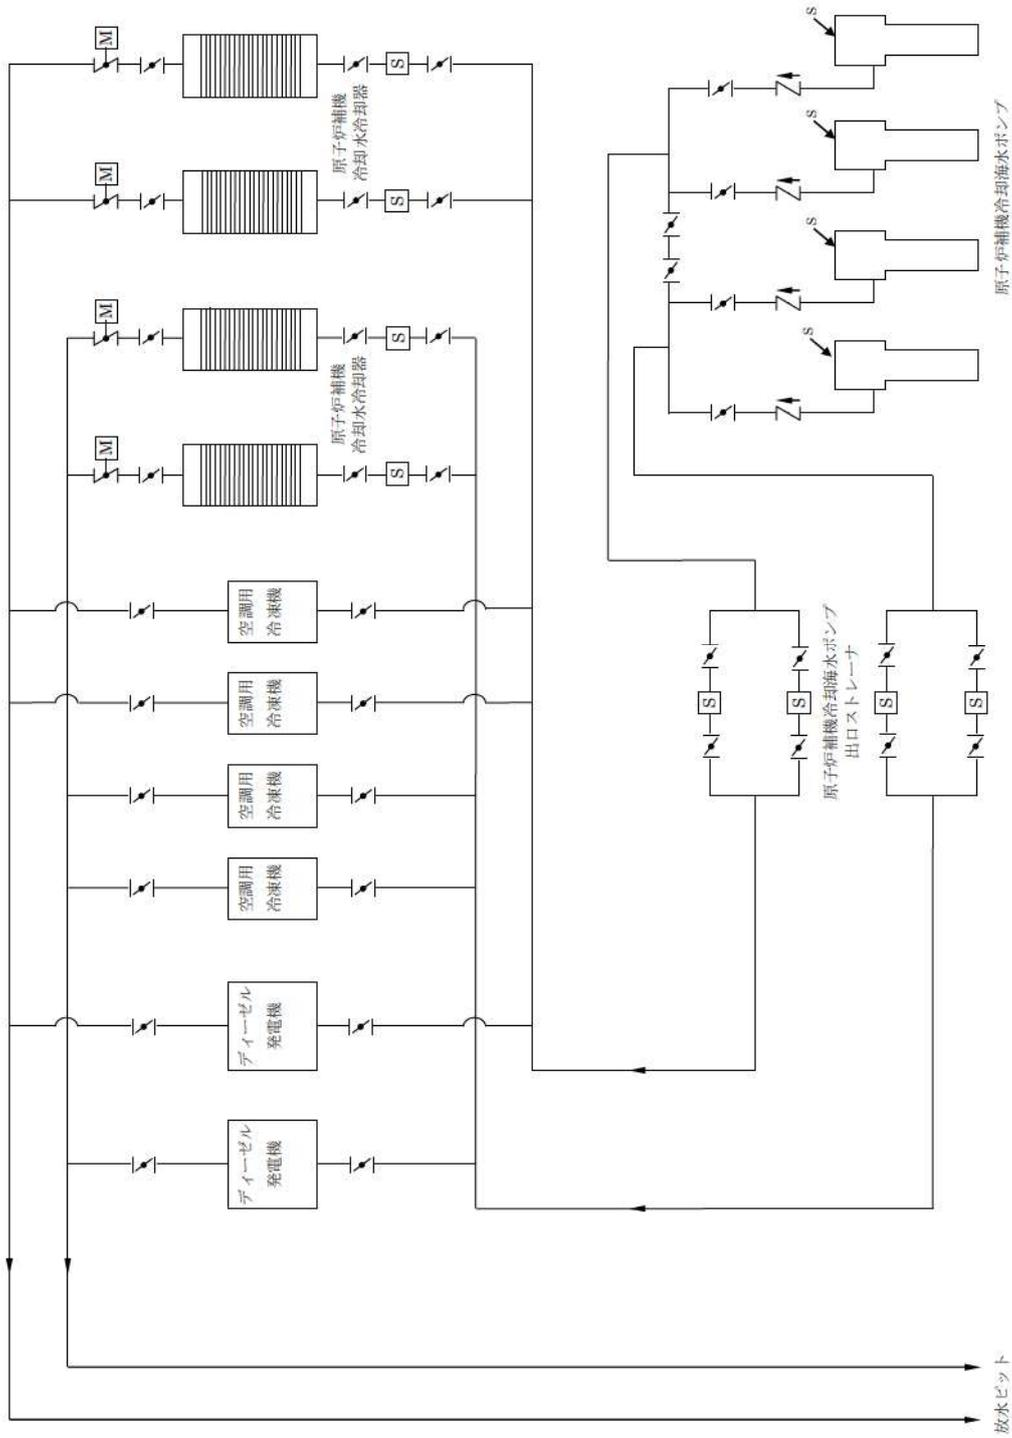 M
M
M
M
ディーゼル
発電機
ディーゼル
発電機
空調用
冷凍機
空調用
冷凍機
空調用
冷凍機
空調用
冷凍機
原子炉補機
冷却水冷却器
原子炉補機
冷却水冷却器
S
S
S
S
S
S
原子炉補機冷却海水ポンプ
出口ストレーナ
S
S
s
s
s
s
放水ピット
原子炉補機冷却海水ポンプ